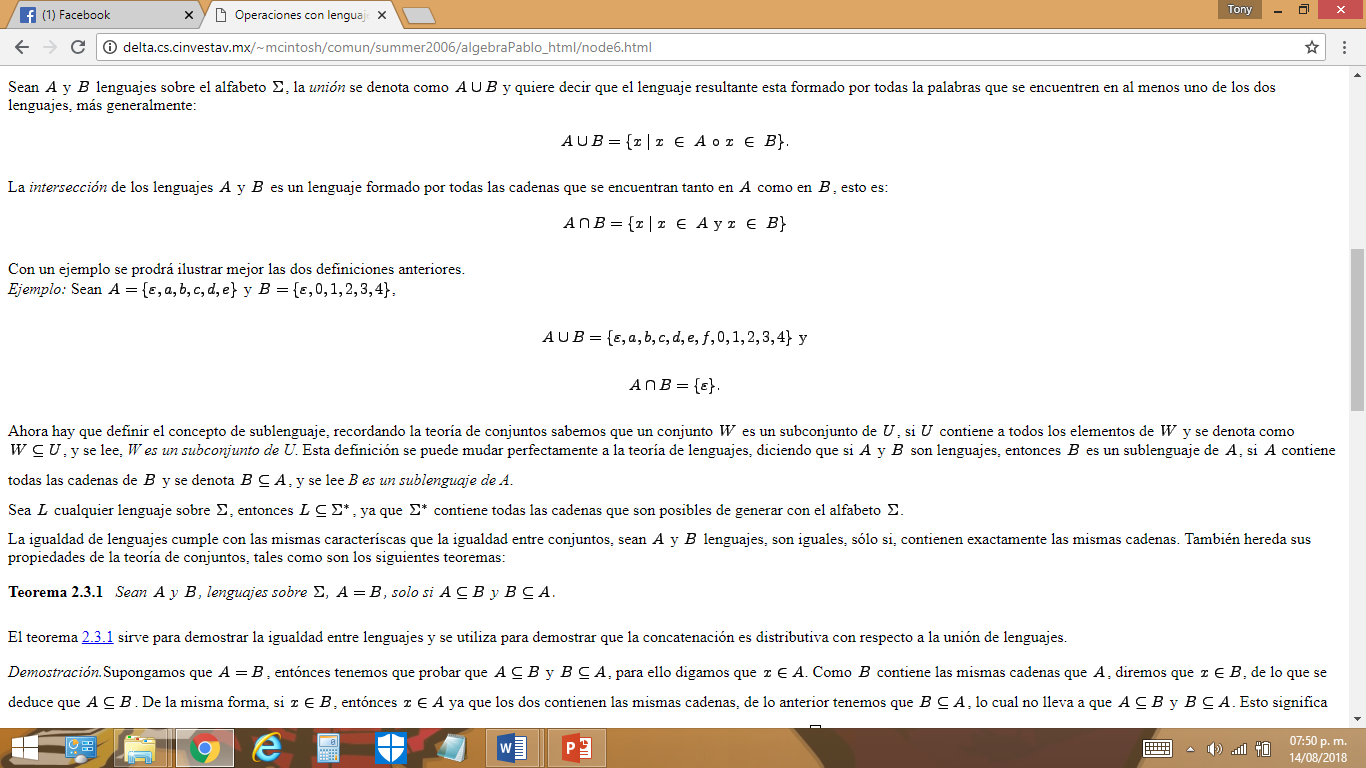 (1) Facebook
Operaciones con lenguaj
Tony
delta.cs.cinvestav.mx/~mcintosh/comun/summer2006/algebraPablo_html/node6.html
Sean A y B lenguajes sobre el alfabeto Σ, la unión se denota como A ∪ B y quiere decir que el lenguaje resultante esta formado por todas la palabras que se encuentren en al menos uno de los dos
lenguajes, más generalmente:
A ∪ B = {x | x ∈ A o x ∈ B}.
La intersección de los lenguajes A y B es un lenguaje formado por todas las cadenas que se encuentran tanto en A como en B, esto es:
A ∩ B = {x | x ∈ A y x ∈ B}
Con un ejemplo se prodrá ilustrar mejor las dos definiciones anteriores.
Ejemplo: Sean A = {ε, a, b, c, d, e} y B = {ε, 0, 1, 2, 3, 4},
A ∪ B = {ε, a, b, c, d, e, f, 0, 1, 2, 3, 4} y
A ∩ B = {ε}.
Ahora hay que definir el concepto de sublenguaje, recordando la teoría de conjuntos sabemos que un conjunto W es un subconjunto de U, si U contiene a todos los elementos de W y se denota como
W ⊆ U, y se lee, W es un subconjunto de U. Esta definición se puede mudar perfectamente a la teoría de lenguajes, diciendo que si A y B son lenguajes, entonces B es un sublenguaje de A, si A contiene
todas las cadenas de B y se denota B ⊆ A, y se lee B es un sublenguaje de A.
Sea L cualquier lenguaje sobre Σ, entonces L ⊆ Σ*, ya que Σ* contiene todas las cadenas que son posibles de generar con el alfabeto Σ.
La igualdad de lenguajes cumple con las mismas caracteríscas que la igualdad entre conjuntos, sean A y B lenguajes, son iguales, sólo si, contienen exactamente las mismas cadenas. También hereda sus
propiedades de la teoría de conjuntos, tales como son los siguientes teoremas:
Teorema 2.3.1 Sean A y B, lenguajes sobre Σ, A = B, solo si A ⊆ B y B ⊆ A.
El teorema 2.3.1 sirve para demostrar la igualdad entre lenguajes y se utiliza para demostrar que la concatenación es distributiva con respecto a la unión de lenguajes.
Demostración.Supongamos que A = B, entónces tenemos que probar que A ⊆ B y B ⊆ A, para ello digamos que x ∈ A. Como B contiene las mismas cadenas que A, diremos que x ∈ B, de lo que se
deduce que A ⊆ B. De la misma forma, si x ∈ B, entónces x ∈ A ya que los dos contienen las mismas cadenas, de lo anterior tenemos que B ⊆ A, lo cual no lleva a que A ⊆ B y B ⊆ A. Esto significa
07:50 p. m.
14/08/2018